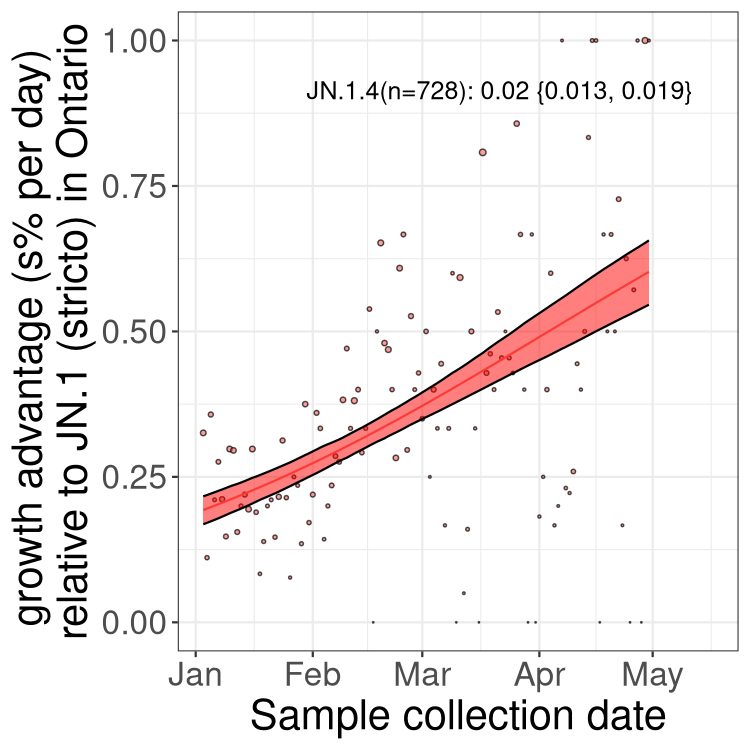 growth advantage (s% per day)
relative to JN.1 (stricto) in Ontario
1.00
0.75
0.50
0.25
0.00
JN.1.4(n=728): 0.02 {0.013, 0.019}
Jan Feb Mar Apr May
Sample collection date